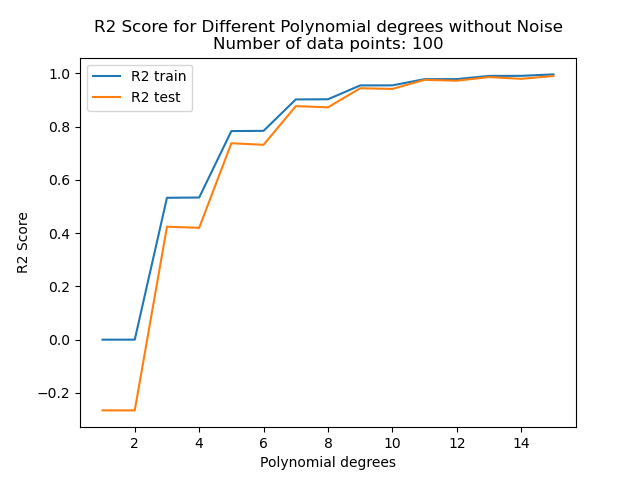 R2 Score for Different Polynomial degrees without Noise
Number of data points: 100
R2 train
R2 test
1.0
0.8
0.6
0.4
0.2
0.0
−0.2
R2 Score
2 4 6 8 10 12 14
Polynomial degrees